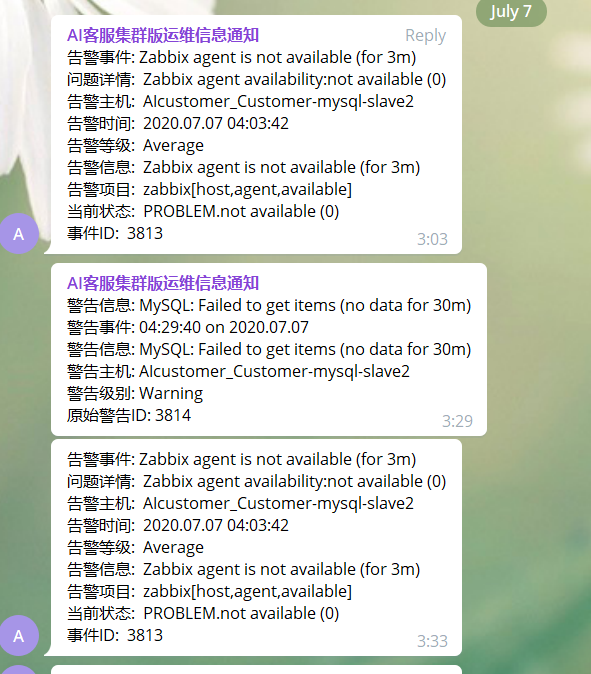 July 7
AI客服集群版运维信息通知
Reply
告警事件: Zabbix agent is not available (for 3m)
问题详情: Zabbix agent availability:not available (0)
告警主机: AIcustomer_Customer-mysql-slave2
告警时间: 2020.07.07 04:03:42
告警等级: Average
告警信息: Zabbix agent is not available (for 3m)
告警项目: zabbix[host,agent,available]
当前状态: PROBLEM.not available (0)
事件ID: 3813
A
3:03
AI客服集群版运维信息通知
警告信息: MySQL: Failed to get items (no data for 30m)
警告事件: 04:29:40 on 2020.07.07
警告信息: MySQL: Failed to get items (no data for 30m)
警告主机: AIcustomer_Customer-mysql-slave2
警告级别: Warning
原始警告ID: 3814
3:29
告警事件: Zabbix agent is not available (for 3m)
问题详情: Zabbix agent availability:not available (0)
告警主机: AIcustomer_Customer-mysql-slave2
告警时间: 2020.07.07 04:03:42
告警等级: Average
告警信息: Zabbix agent is not available (for 3m)
告警项目: zabbix[host,agent,available]
当前状态: PROBLEM.not available (0)
事件ID: 3813
A
3:33